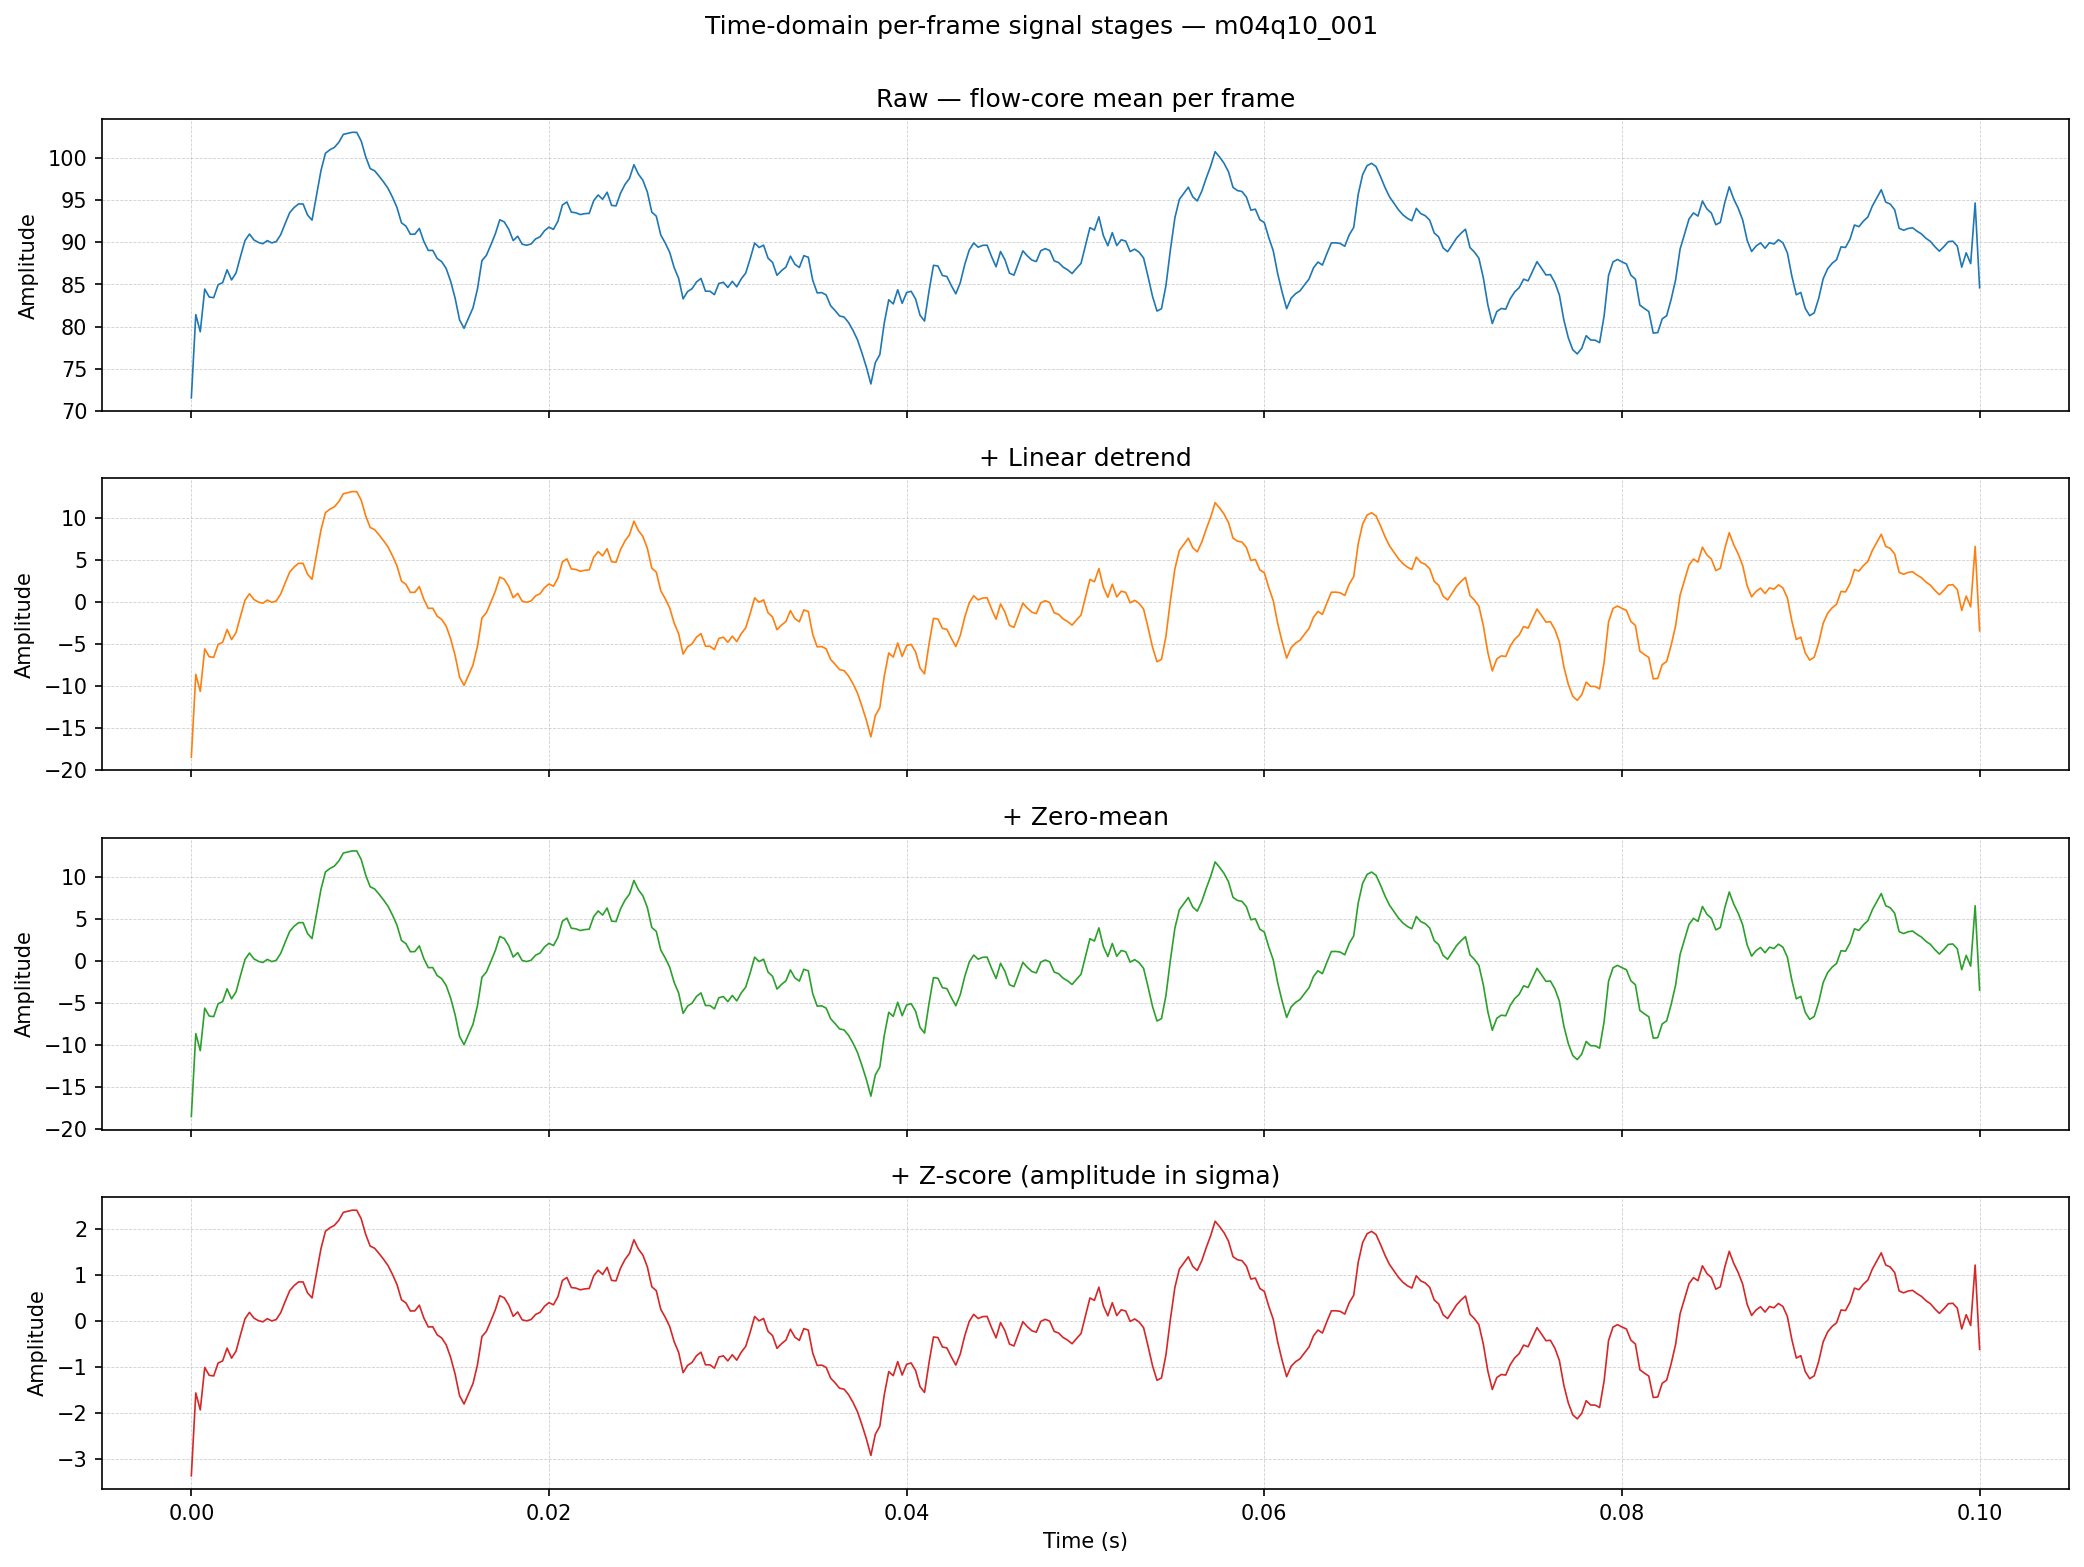 Time-domain per-frame signal stages — m04q10_001
Raw — flow-core mean per frame
Amplitude
100
95
90
85
80
75
70
+ Linear detrend
Amplitude
10
5
0
−5
−10
−15
−20
+ Zero-mean
Amplitude
10
5
0
−5
−10
−15
−20
+ Z-score (amplitude in sigma)
Amplitude
2
1
0
−1
−2
−3
0.00 0.02 0.04 0.06 0.08 0.10
Time (s)